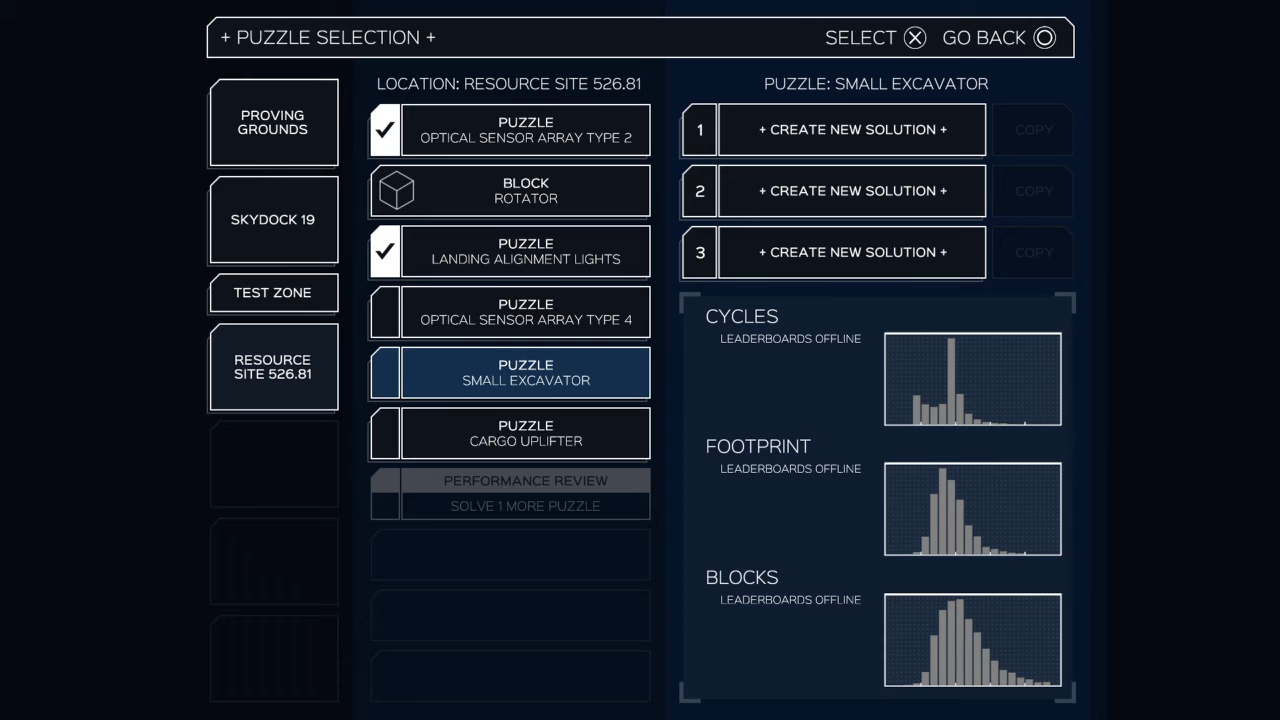 + PUZZLE SELECTION +
SELECT
GO BACK
PROVING
GROUNDS
SKYDOCK 19
TEST ZONE
RESOURCE
SITE 526.81
LOCATION: RESOURCE SITE 526.81
PUZZLE
OPTICAL SENSOR ARRAY TYPE 2
BLOCK
ROTATOR
PUZZLE
LANDING ALIGNMENT LIGHTS
PUZZLE
OPTICAL SENSOR ARRAY TYPE 4
PUZZLE
SMALL EXCAVATOR
PUZZLE
CARGO UPLIFTER
PERFORMANCE REVIEW
SOLVE 1 MORE PUZZLE
PUZZLE: SMALL EXCAVATOR
1 + CREATE NEW SOLUTION + COPY
2 + CREATE NEW SOLUTION + COPY
3 + CREATE NEW SOLUTION + COPY
CYCLES
LEADERBOARDS OFFLINE
FOOTPRINT
LEADERBOARDS OFFLINE
BLOCKS
LEADERBOARDS OFFLINE